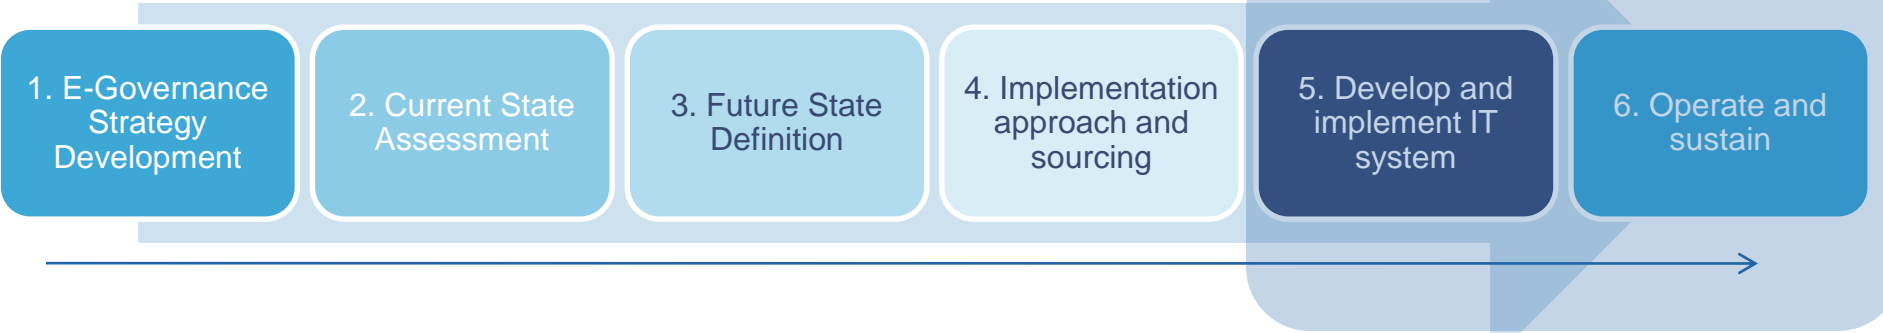 1. E-Governance
Strategy
Development
2. Current State
Assessment
3. Future State
Definition
4. Implementation
approach and
sourcing
5. Develop and
implement IT
system
6. Operate and
sustain